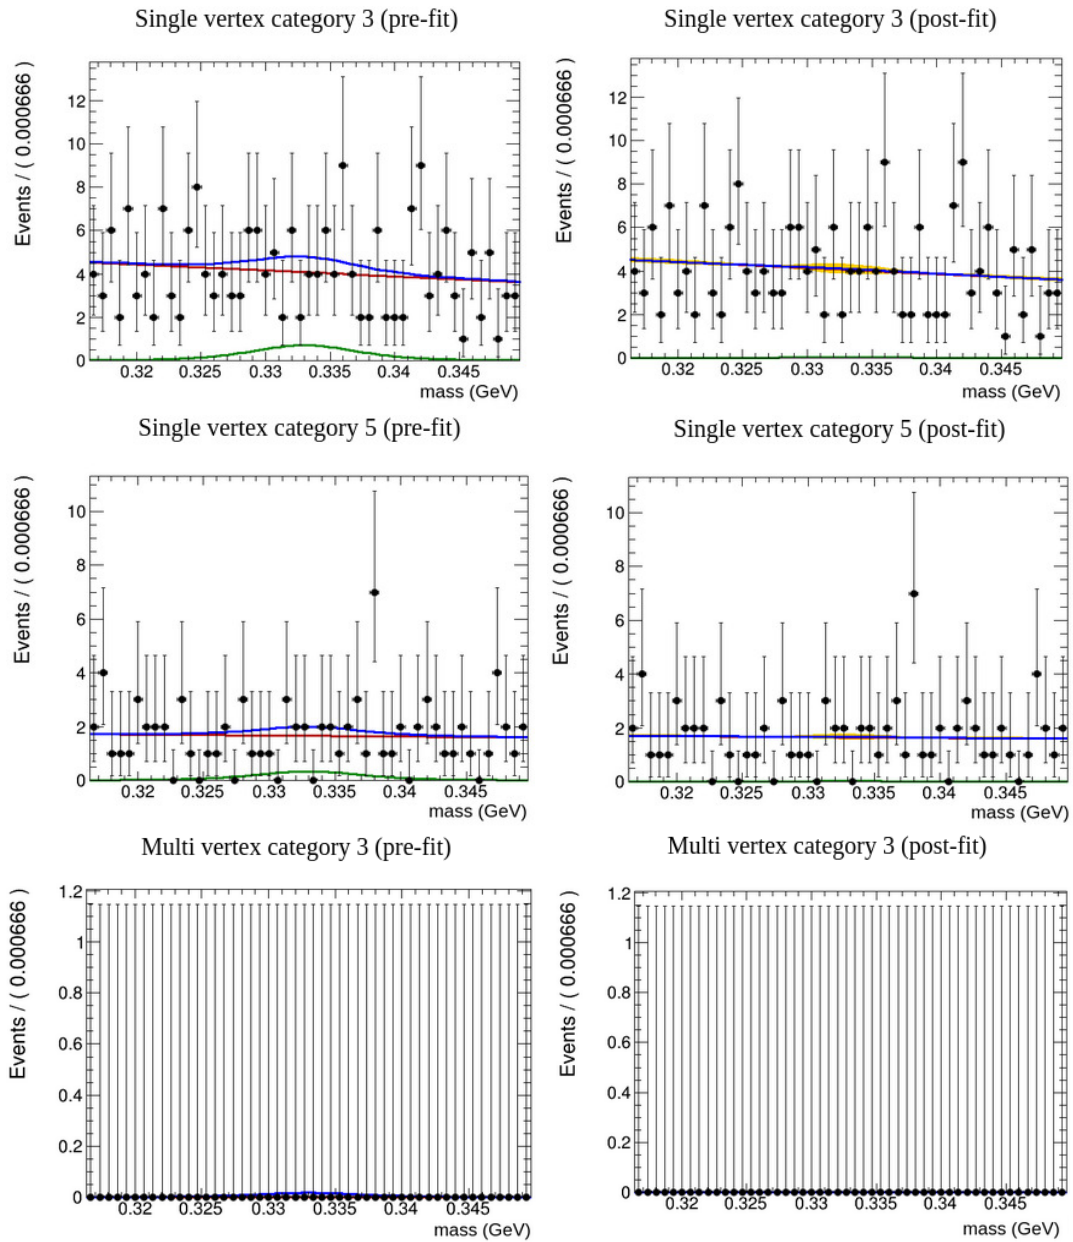 Single vertex category 3 (pre-fit)
Events / ( 0.000666 )
12
10
8
6
4
2
0
0.32 0.325 0.33 0.335 0.34 0.345
mass (GeV)
Single vertex category 3 (post-fit)
Events / ( 0.000666 )
12
10
8
6
4
2
0
0.32 0.325 0.33 0.335 0.34 0.345
mass (GeV)
Single vertex category 5 (pre-fit)
Events / ( 0.000666 )
10
8
6
4
2
0
0.32 0.325 0.33 0.335 0.34 0.345
mass (GeV)
Single vertex category 5 (post-fit)
Events / ( 0.000666 )
10
8
6
4
2
0
0.32 0.325 0.33 0.335 0.34 0.345
mass (GeV)
Multi vertex category 3 (pre-fit)
Events / ( 0.000666 )
1.2
1
0.8
0.6
0.4
0.2
0
0.32 0.325 0.33 0.335 0.34 0.345
mass (GeV)
Multi vertex category 3 (post-fit)
Events / ( 0.000666 )
1.2
1
0.8
0.6
0.4
0.2
0
0.32 0.325 0.33 0.335 0.34 0.345
mass (GeV)